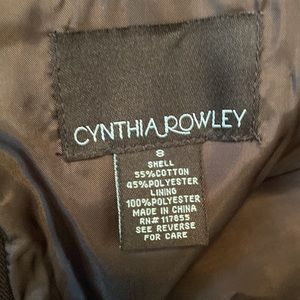 CYNTHIA ROWLEY
8
SHELL
55%COTTON
45%POLYESTER
LINING
100%POLYESTER
MADE IN CHINA
RN# 117655
SEE REVERSE
FOR CARE